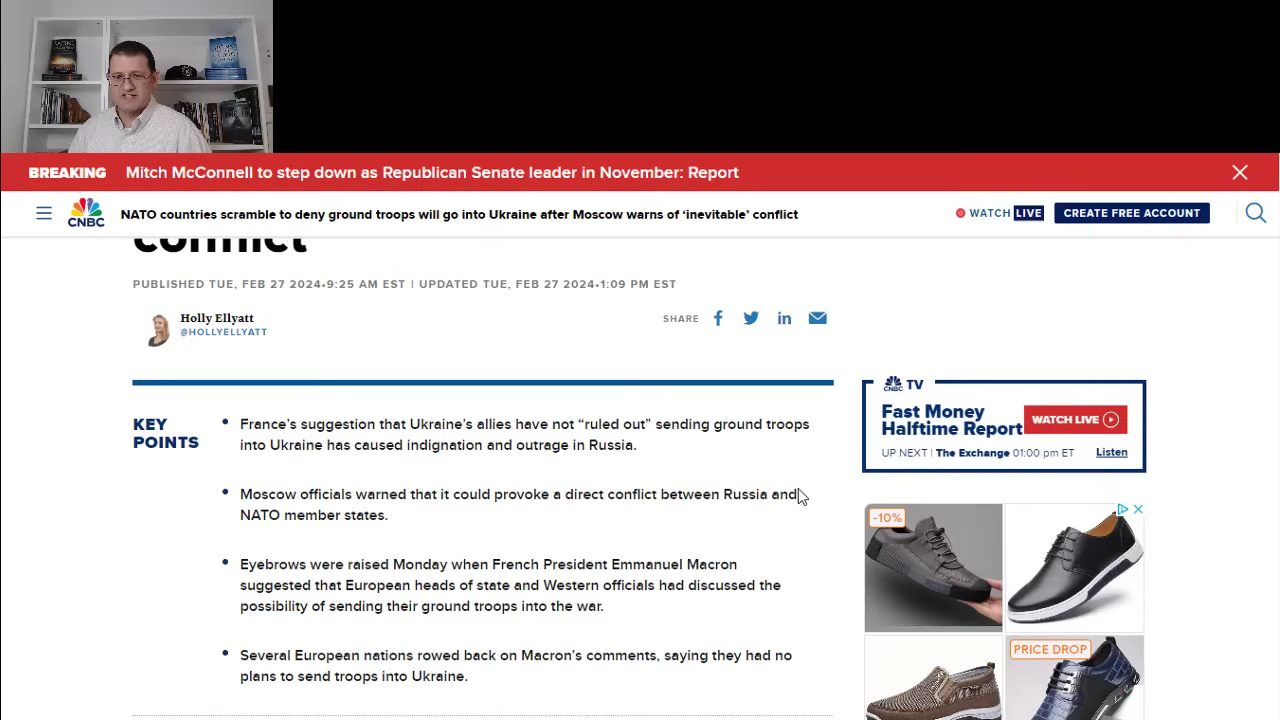 BREAKING Mitch McConnell to step down as Republican Senate leader in November: Report
CNBC NATO countries scramble to deny ground troops will go into Ukraine after Moscow warns of ‘inevitable’ conflict WATCH LIVE CREATE FREE ACCOUNT
conflict
PUBLISHED TUE, FEB 27 2024•9:25 AM EST | UPDATED TUE, FEB 27 2024•1:09 PM EST
Holly Ellyatt
@HOLLYELLYATT
SHARE
KEY
POINTS
France’s suggestion that Ukraine’s allies have not “ruled out” sending ground troops
into Ukraine has caused indignation and outrage in Russia.
Moscow officials warned that it could provoke a direct conflict between Russia and
NATO member states.
Eyebrows were raised Monday when French President Emmanuel Macron
suggested that European heads of state and Western officials had discussed the
possibility of sending their ground troops into the war.
Several European nations rowed back on Macron’s comments, saying they had no
plans to send troops into Ukraine.
CNBC TV
Fast Money
Halftime Report
WATCH LIVE
UP NEXT | The Exchange 01:00 pm ET Listen
-10%
PRICE DROP